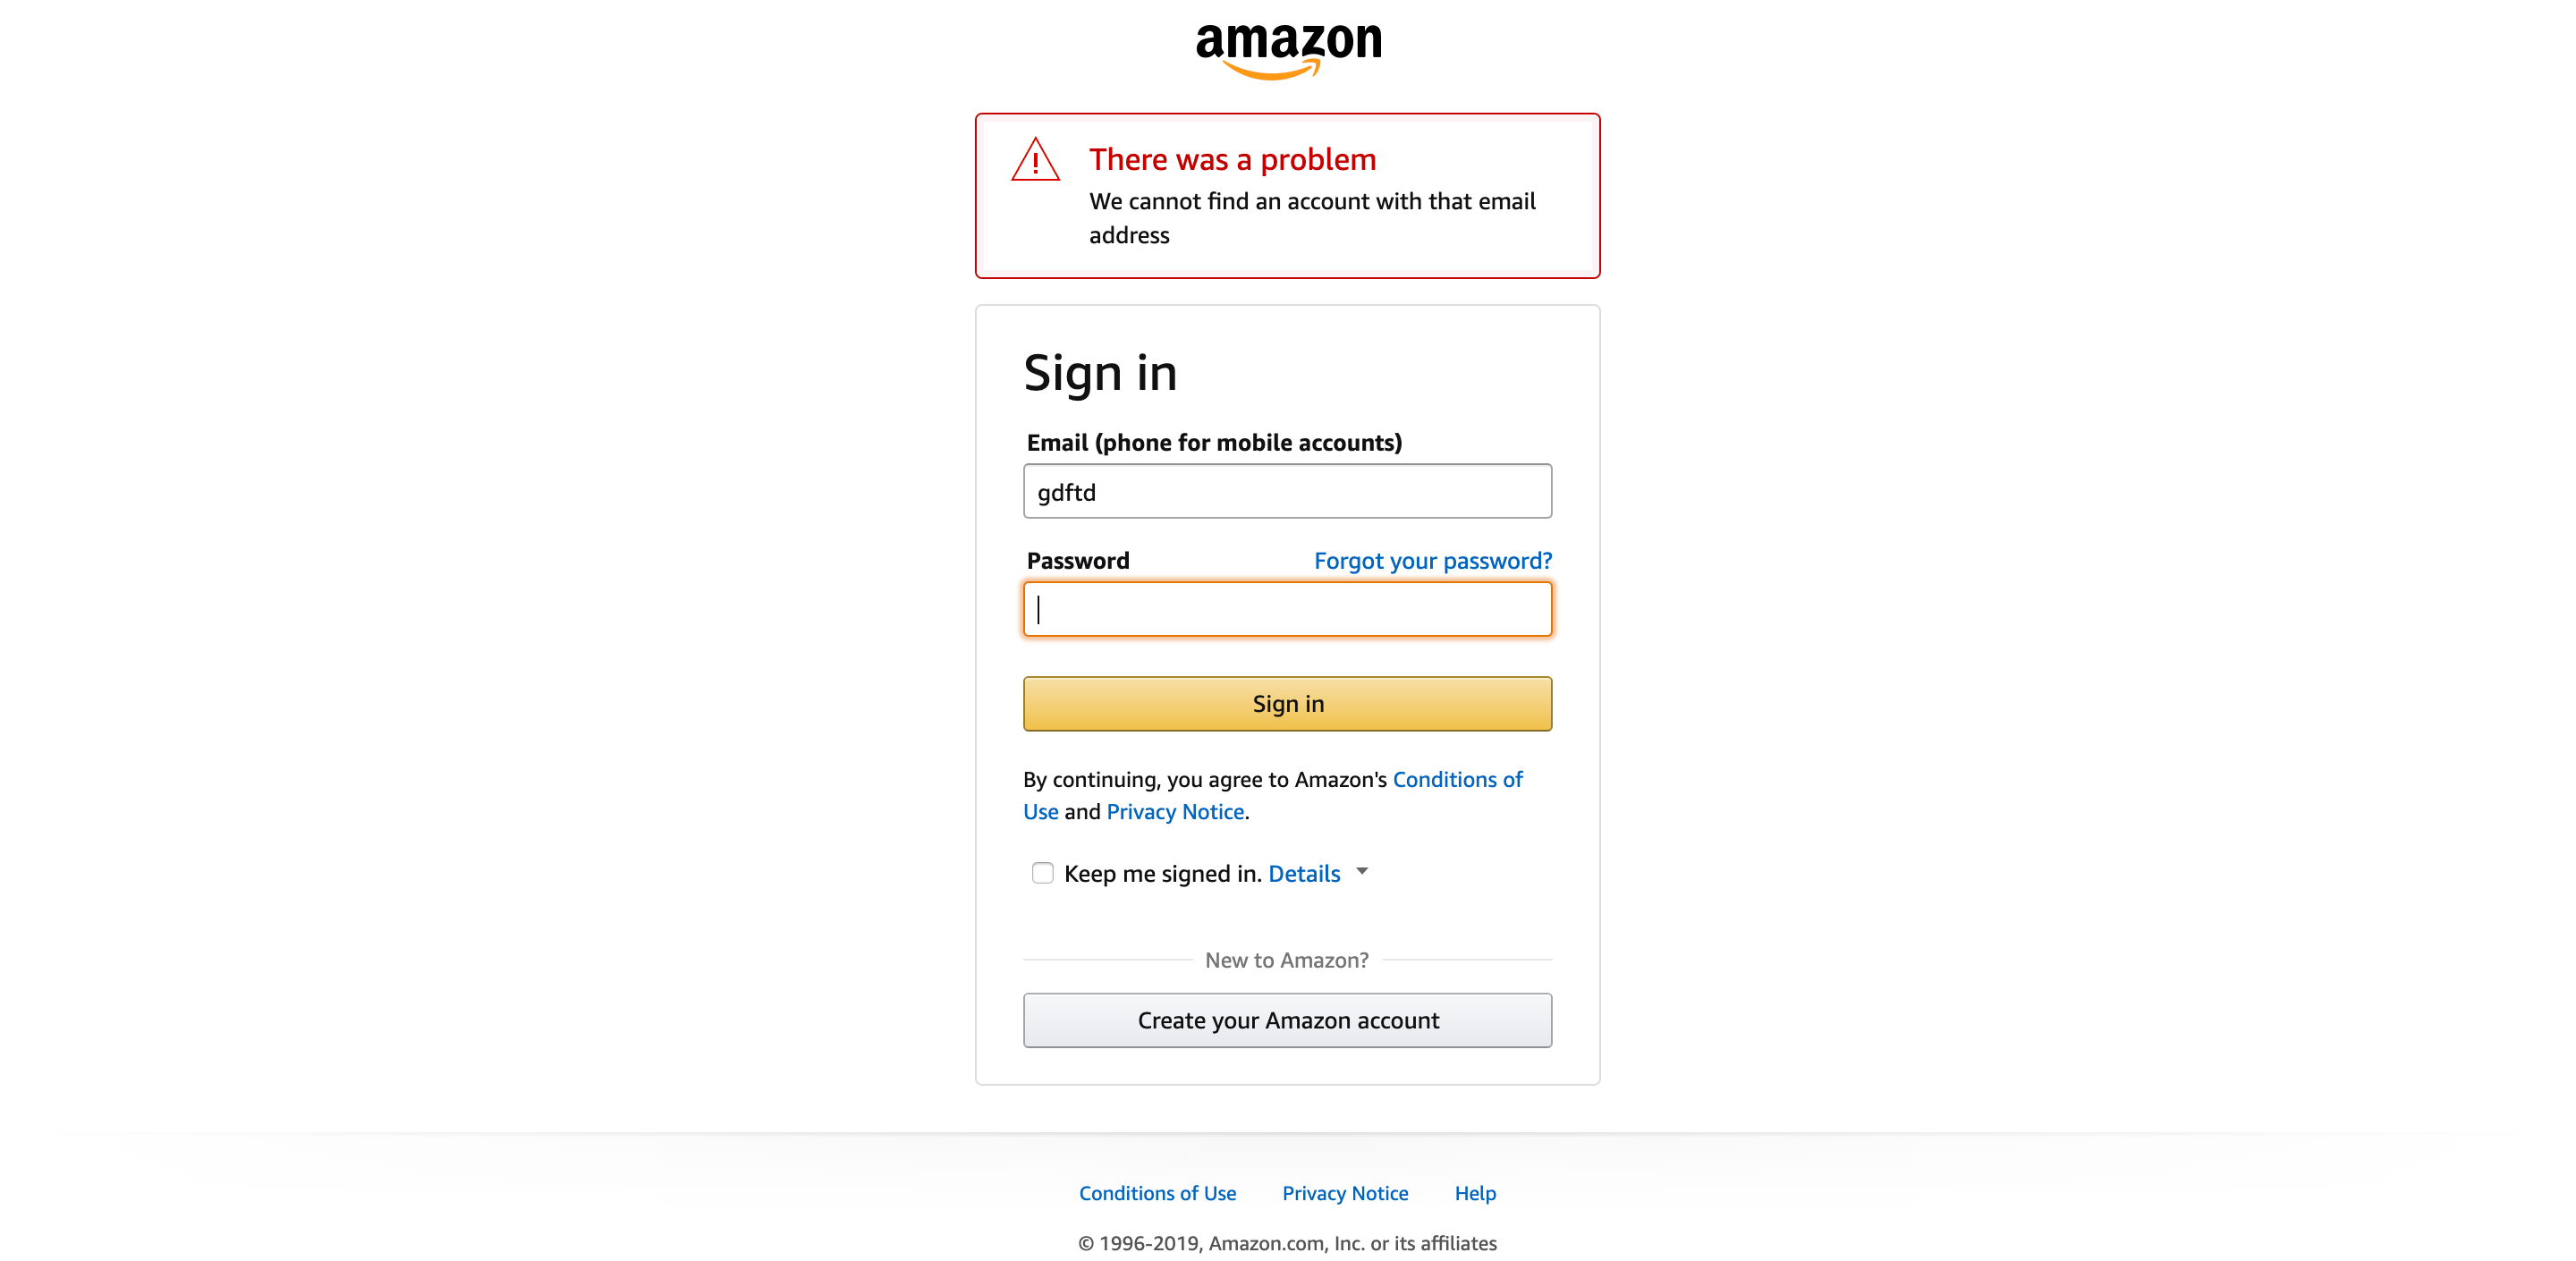 amazon
There was a problem
We cannot find an account with that email
address
Sign in
Email (phone for mobile accounts)
gdftd
Password Forgot your password?
Sign in
By continuing, you agree to Amazon's Conditions of
Use and Privacy Notice.
Keep me signed in. Details
New to Amazon?
Create your Amazon account
Conditions of Use Privacy Notice Help
© 1996-2019, Amazon.com, Inc. or its affiliates